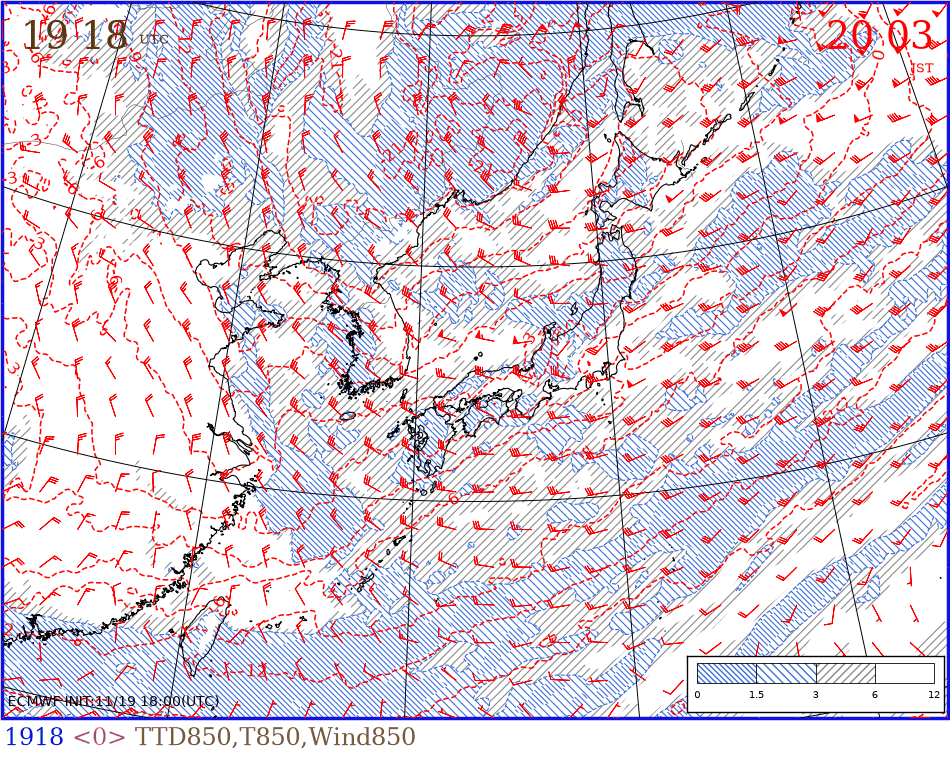 19 18 UTC
20 03
JST
ECMWF INIT:11/19 18:00(UTC)
0 1.5 3 6 12
1918 <0> TTD850,T850,Wind850